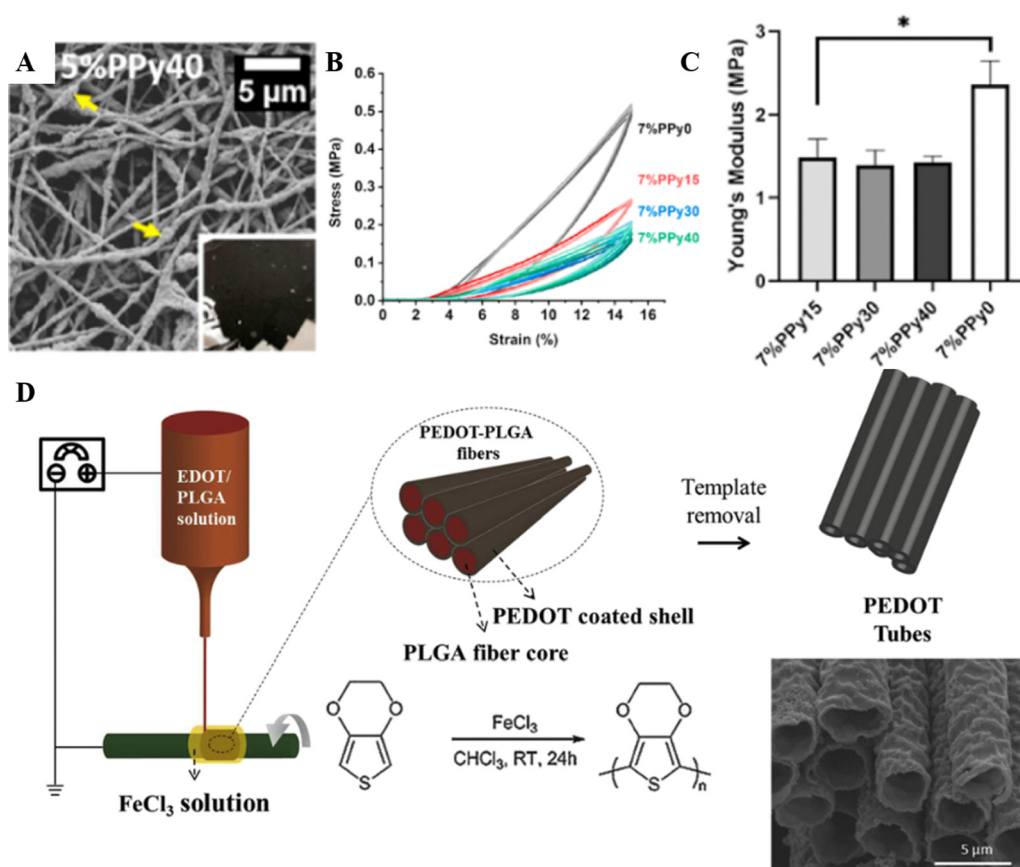 A
5%PPy40
5 µm
B
0.6
0.5
0.4
0.3
0.2
0.1
0.0
Stress (MPa)
7%PPy0
7%PPy15
7%PPy30
7%PPy40
0 2 4 6 8 10 12 14 16
Strain (%)
C
*
3
2
1
0
Young's Modulus (MPa)
7%PPy15
7%PPy30
7%PPy40
7%PPy0
D
EDOT/
PLGA
solution
FeCl3 solution
PEDOT-PLGA
fibers
PEDOT coated shell
PLGA fiber core
Template
removal
PEDOT
Tubes
O O
S
FeCl3
CHCl3, RT, 24h
O O
S
n
5 µm